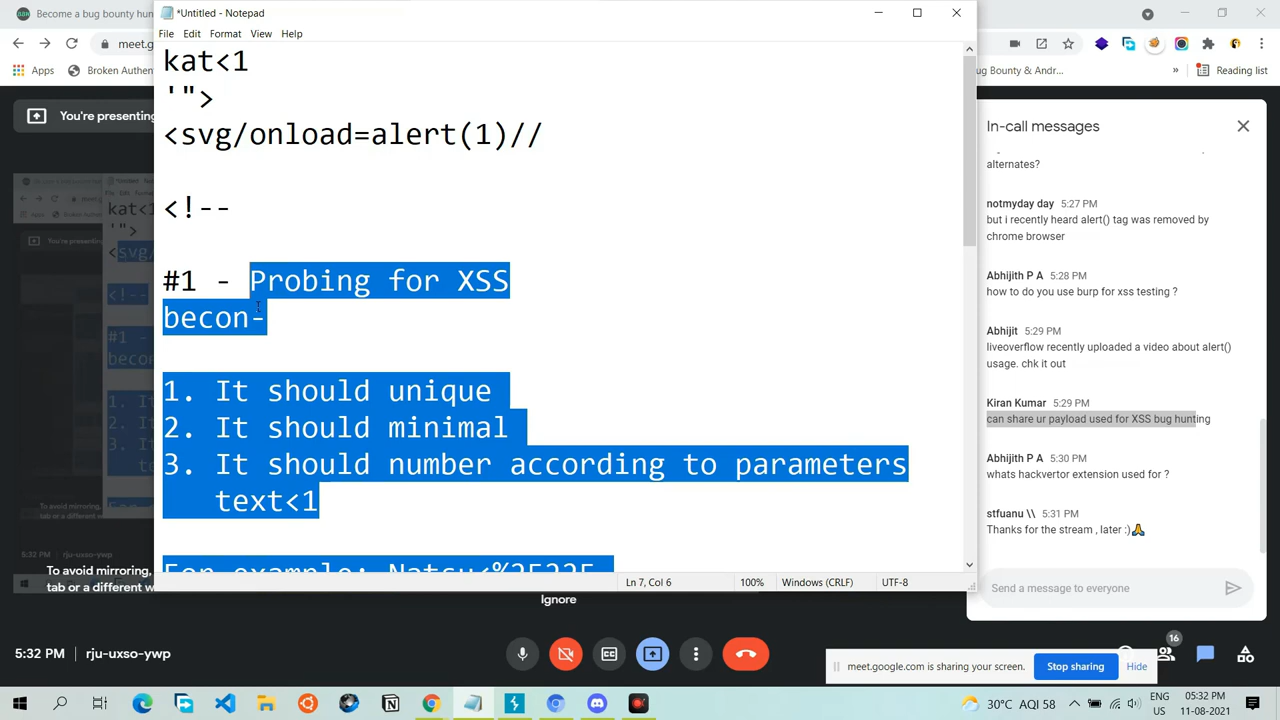 Become a bug bounty hun
*Untitled - Notepad
File Edit Format View Help
meet.g
Apps
Broken Authen
ug Bounty & Andr...
»
Reading list
You're presenting
kat<1
'">
<svg/onload=alert(1)//
<!--
#1 - Probing for XSS
becon-
1. It should unique
2. It should minimal
3. It should number according to parameters
text<1
For example: Natsu<%2522F
Ln 7, Col 6
100%
Windows (CRLF)
UTF-8
In-call messages
alternates?
notmyday day 5:27 PM
but i recently heard alert() tag was removed by
chrome browser
Abhijith P A 5:28 PM
how to do you use burp for xss testing ?
Abhijit 5:29 PM
liveoverflow recently uploaded a video about alert()
usage. chk it out
Kiran Kumar 5:29 PM
can share ur payload used for XSS bug hunting
Abhijith P A 5:30 PM
whats hackvertor extension used for ?
stfuanu \\ 5:31 PM
Thanks for the stream , later :)🙏
Send a message to everyone
To avoid mirroring,
tab or a different w
Ignore
5:32 PM | rju-uxso-ywp
16
meet.google.com is sharing your screen.
Stop sharing
Hide
30°C AQI 58
ENG
US
05:32 PM
11-08-2021